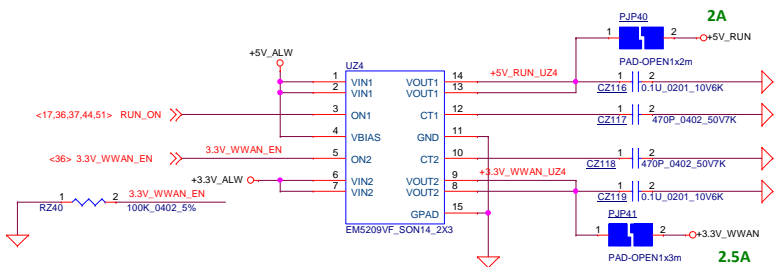 PJP40
2A
1
2
+5V_RUN
PAD-OPEN1x2m
+5V_ALW
UZ4
1 VIN1 VOUT1 14 +5V_RUN_UZ4
2 VIN1 VOUT1 13
1 2
CZ116 0.1U_0201_10V6K
<17,36,37,44,51> RUN_ON
3 ON1 CT1 12
1 2
CZ117 470P_0402_50V7K
4 VBIAS GND 11
<36> 3.3V_WWAN_EN
3.3V_WWAN_EN
5 ON2 CT2 10
1 2
CZ118 470P_0402_50V7K
+3.3V_ALW
6 VIN2 VOUT2 9 +3.3V_WWAN_UZ4
7 VIN2 VOUT2 8
1 2
CZ119 0.1U_0201_10V6K
1 2 3.3V_WWAN_EN
RZ40 100K_0402_5%
GPAD 15
EM5209VF_SON14_2X3
PJP41
1 2
+3.3V_WWAN
PAD-OPEN1x3m
2.5A